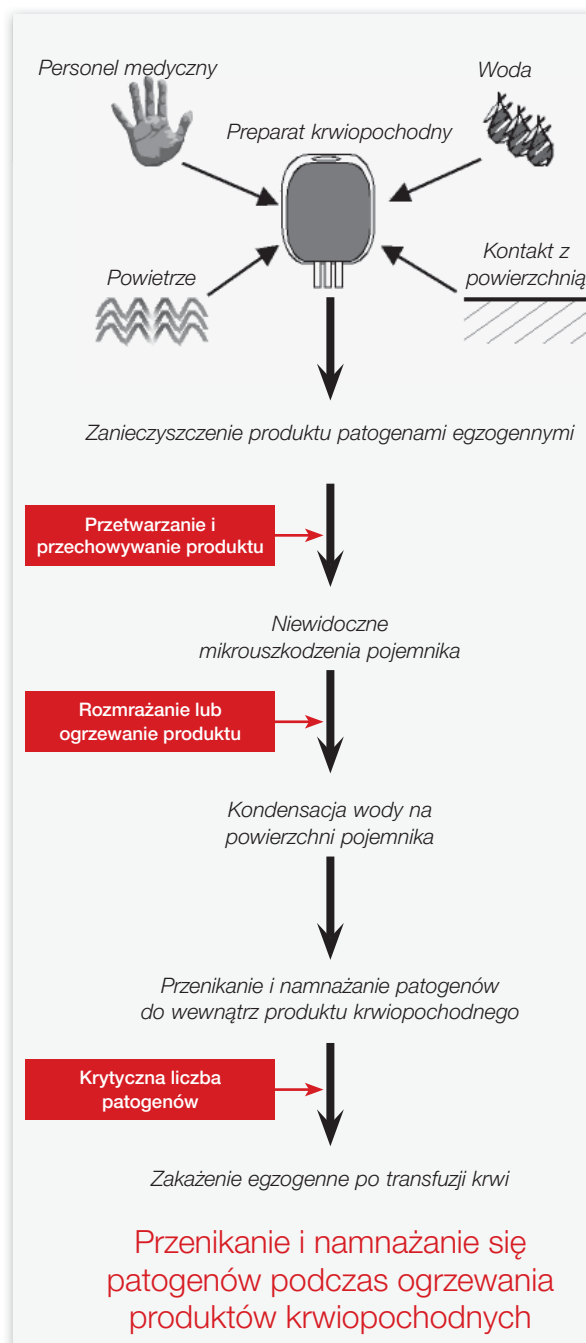 Personel medyczny
Woda
Preparat krwiopochodny
Powietrze
Kontakt z
powierzchnią
Zanieczyszczenie produktu patogenami egzogennymi
Przetwarzanie i
przechowywanie produktu
Niewidoczne
mikrouszkodzenia pojemnika
Rozmrażanie lub
ogrzewanie produktu
Kondensacja wody na
powierzchni pojemnika
Przenikanie i namnażanie patogenów
do wewnątrz produktu krwiopochodnego
Krytyczna liczba
patogenów
Zakażenie egzogenne po transfuzji krwi
Przenikanie i namnażanie się
patogenów podczas ogrzewania
produktów krwiopochodnych